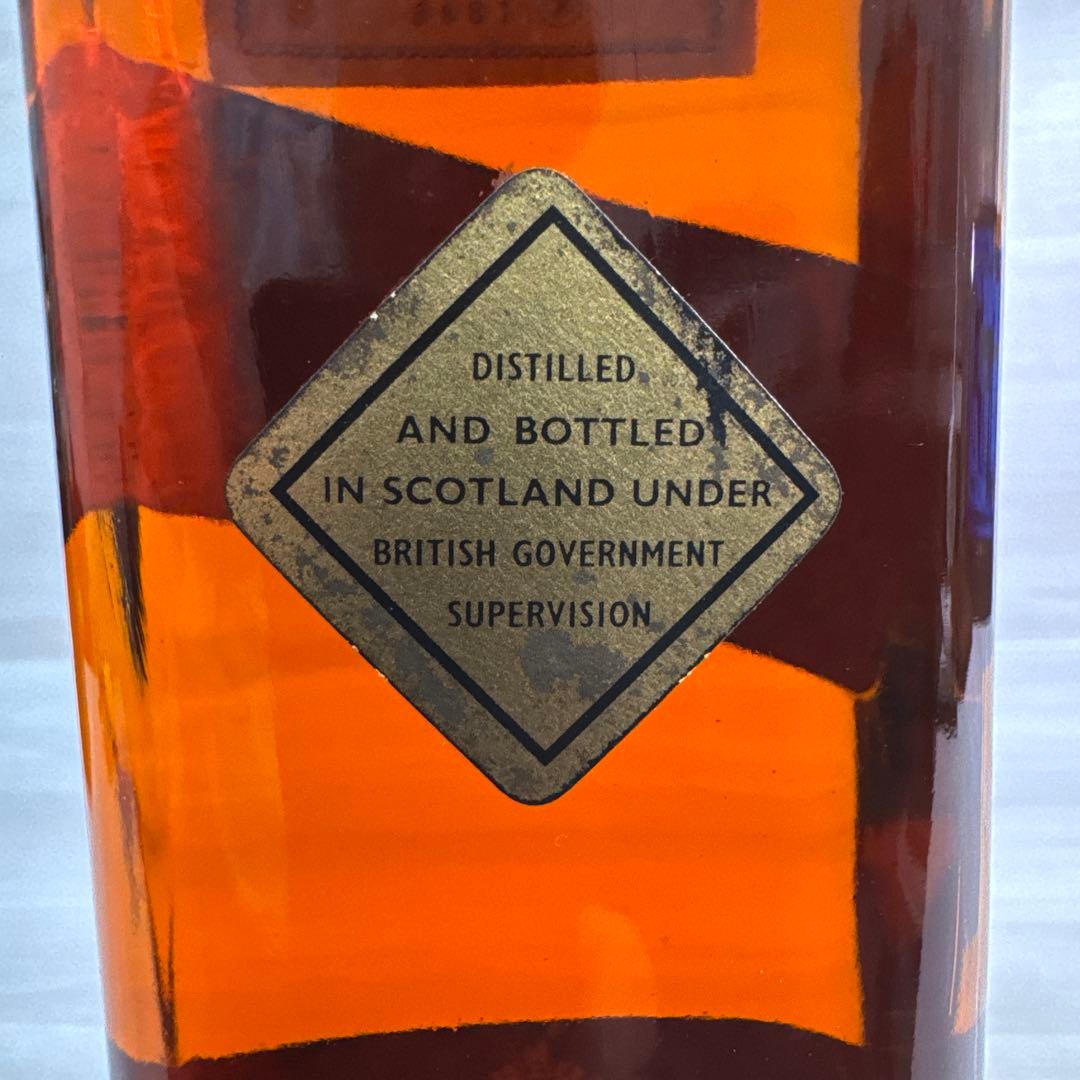 DISTILLED
AND BOTTLED
IN SCOTLAND UNDER
BRITISH GOVERNMENT
SUPERVISION